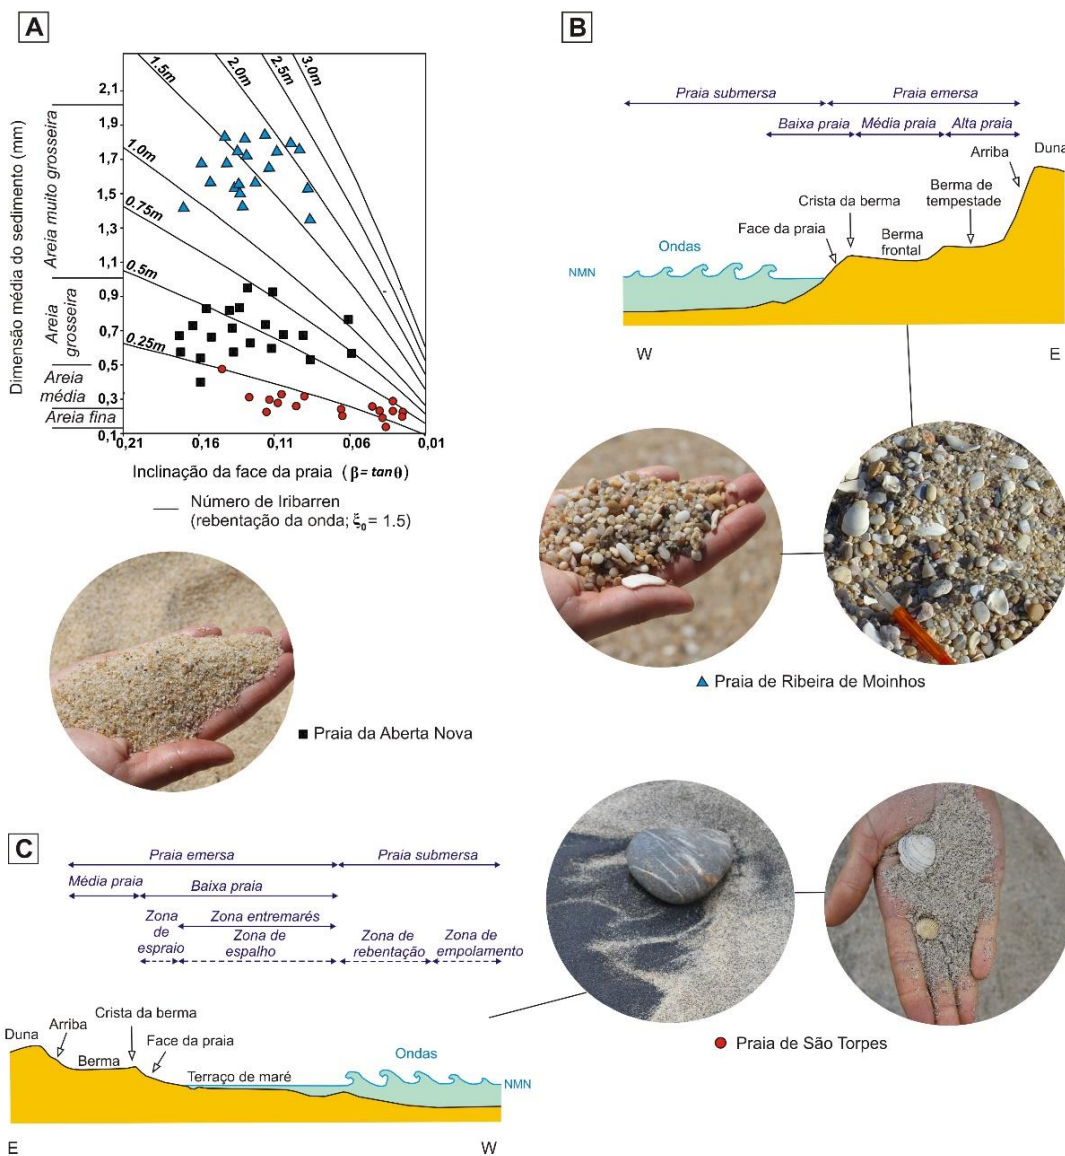 A
Dimensão média do sedimento (mm)
2,1
1,9
1,7
1,5
1,3
1,1
0,9
0,7
0,5
0,3
0,1
Areia muito grosseira
Areia
grosseira
Areia
média
Areia fina
1.5m
2.0m
2.5m
3.0m
1.0m
0.75m
0.5m
0.25m
0,21
0,16
0,11
0,06
0,01
Inclinação da face da praia (β= tanθ)
Número de Iribarren
(rebentação da onda; ξ₀ = 1.5)
B
Praia submersa
Praia emersa
Baixa praia
Média praia
Alta praia
Duna
Arriba
Berma de
tempestade
Crista da berma
Face da praia
Berma
frontal
Ondas
NMN
W
E
Praia de Ribeira de Moinhos
Praia da Aberta Nova
C
Praia emersa
Praia submersa
Média praia
Baixa praia
Zona
de
espraio
Zona entremarés
Zona de
espalho
Zona de
rebentação
Zona de
empolamento
Crista da berma
Duna
Arriba
Face da praia
Berma
Terraço de maré
Ondas
NMN
E
W
Praia de São Torpes